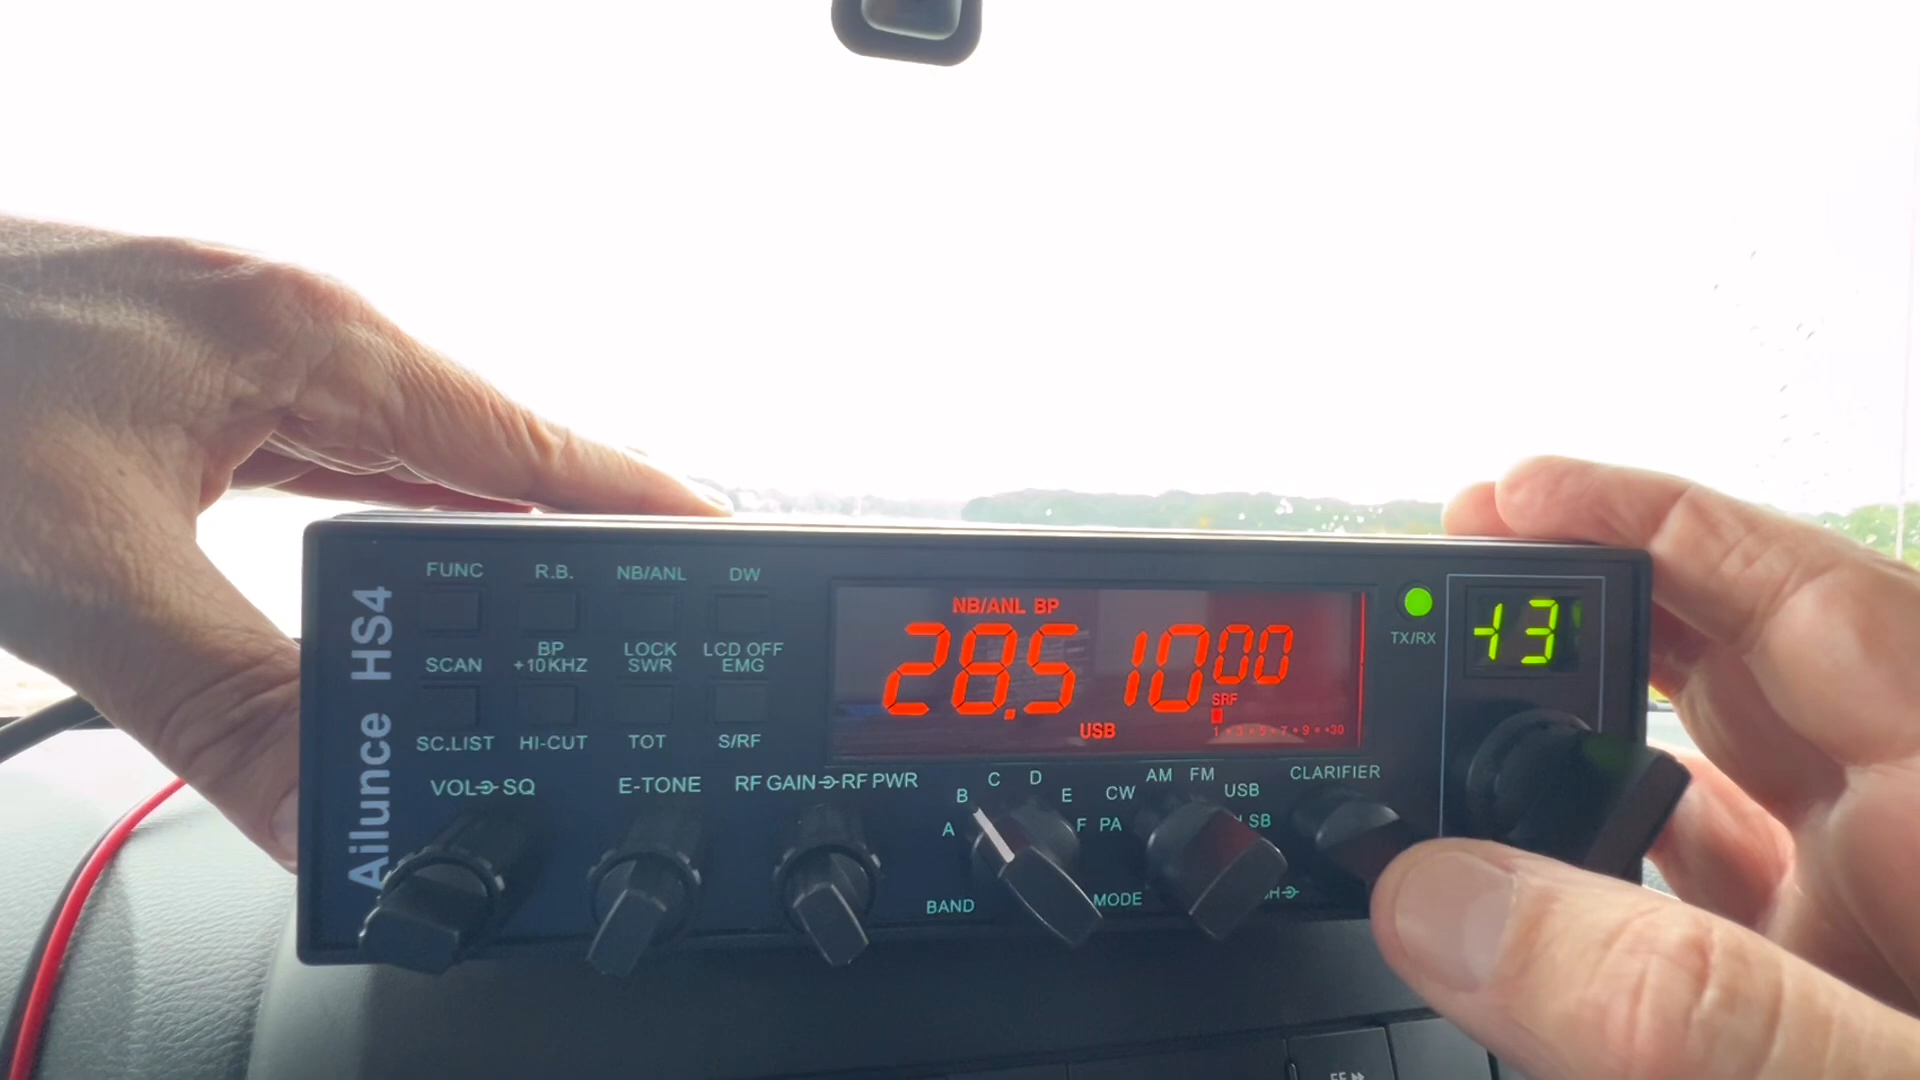 Ailunce HS4
FUNC R.B. NB/ANL DW
SCAN BP +10KHZ LOCK SWR LCD OFF EMG
SC.LIST HI-CUT TOT S/RF
VOL SQ E-TONE RF GAIN RF PWR
NB/ANL BP
28.5 1000
SRF
USB 1 3 5 7 9 +30
TX/RX
13
A B C D E F
BAND
PA CW AM FM USB LSB
MODE
CLARIFIER